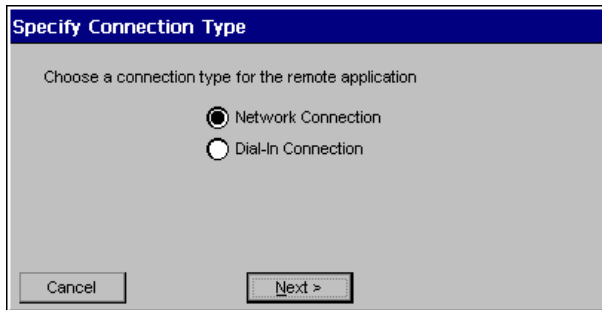 Specify Connection Type
Choose a connection type for the remote application
Network Connection
Dial-In Connection
Cancel
Next >